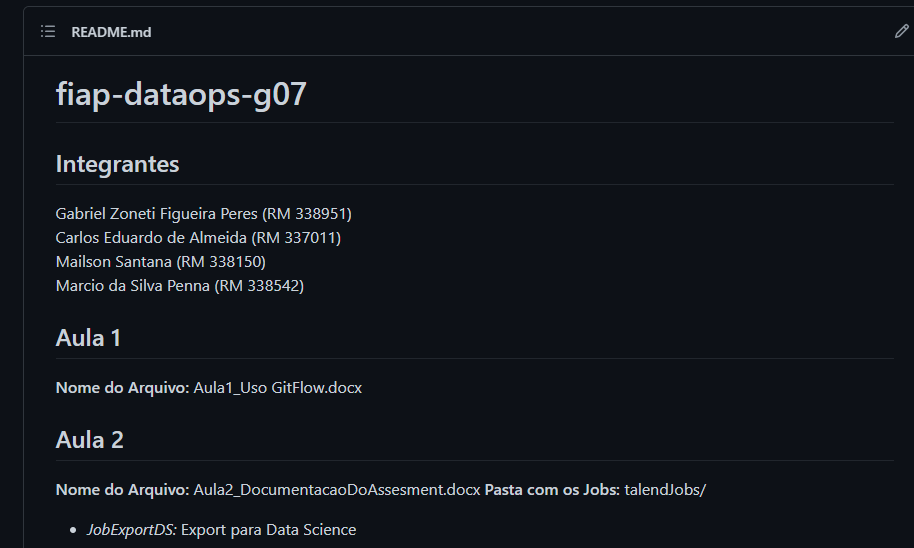 README.md
fiap-dataops-g07
Integrantes
Gabriel Zoneti Figueira Peres (RM 338951)
Carlos Eduardo de Almeida (RM 337011)
Mailson Santana (RM 338150)
Marcio da Silva Penna (RM 338542)
Aula 1
Nome do Arquivo: Aula1_Uso GitFlow.docx
Aula 2
Nome do Arquivo: Aula2_DocumentacaoDoAssesment.docx Pasta com os Jobs: talendJobs/
• JobExportDS: Export para Data Science